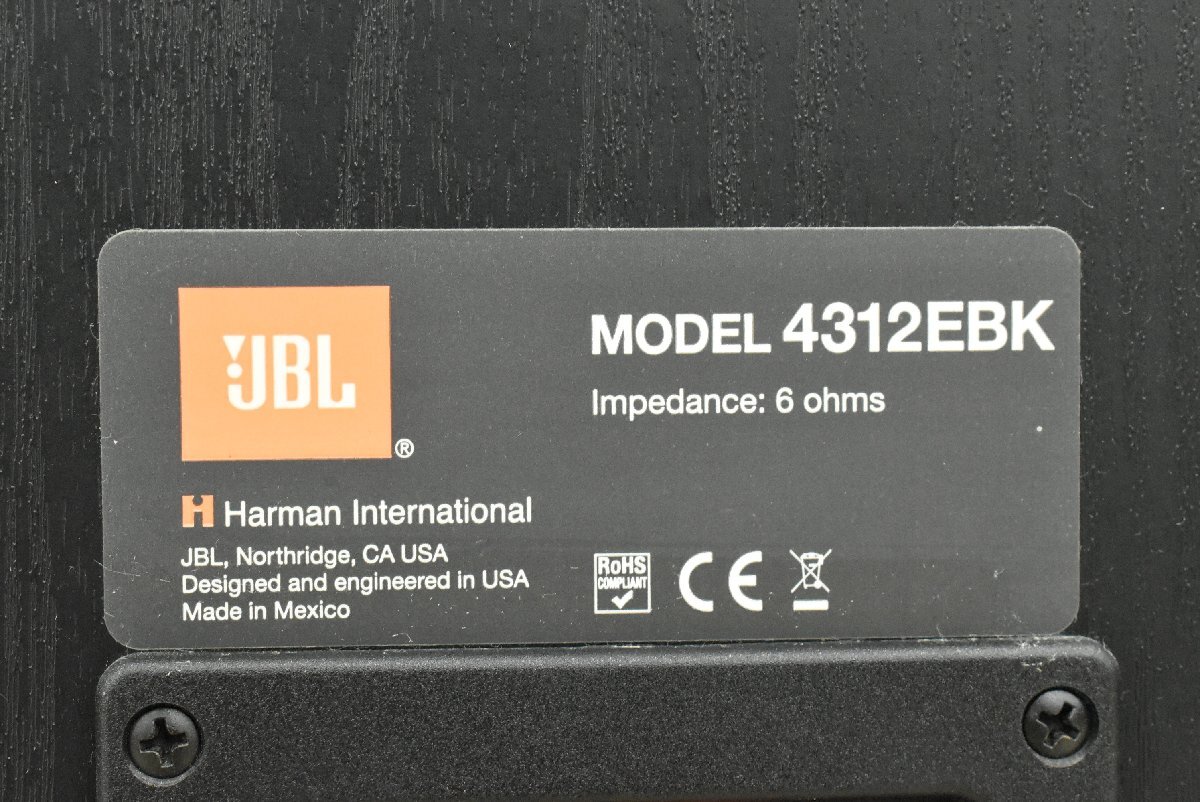 JBL
®
MODEL 4312EBK
Impedance: 6 ohms
Harman International
JBL, Northridge, CA USA
Designed and engineered in USA
Made in Mexico
RoHS
COMPLIANT
CE